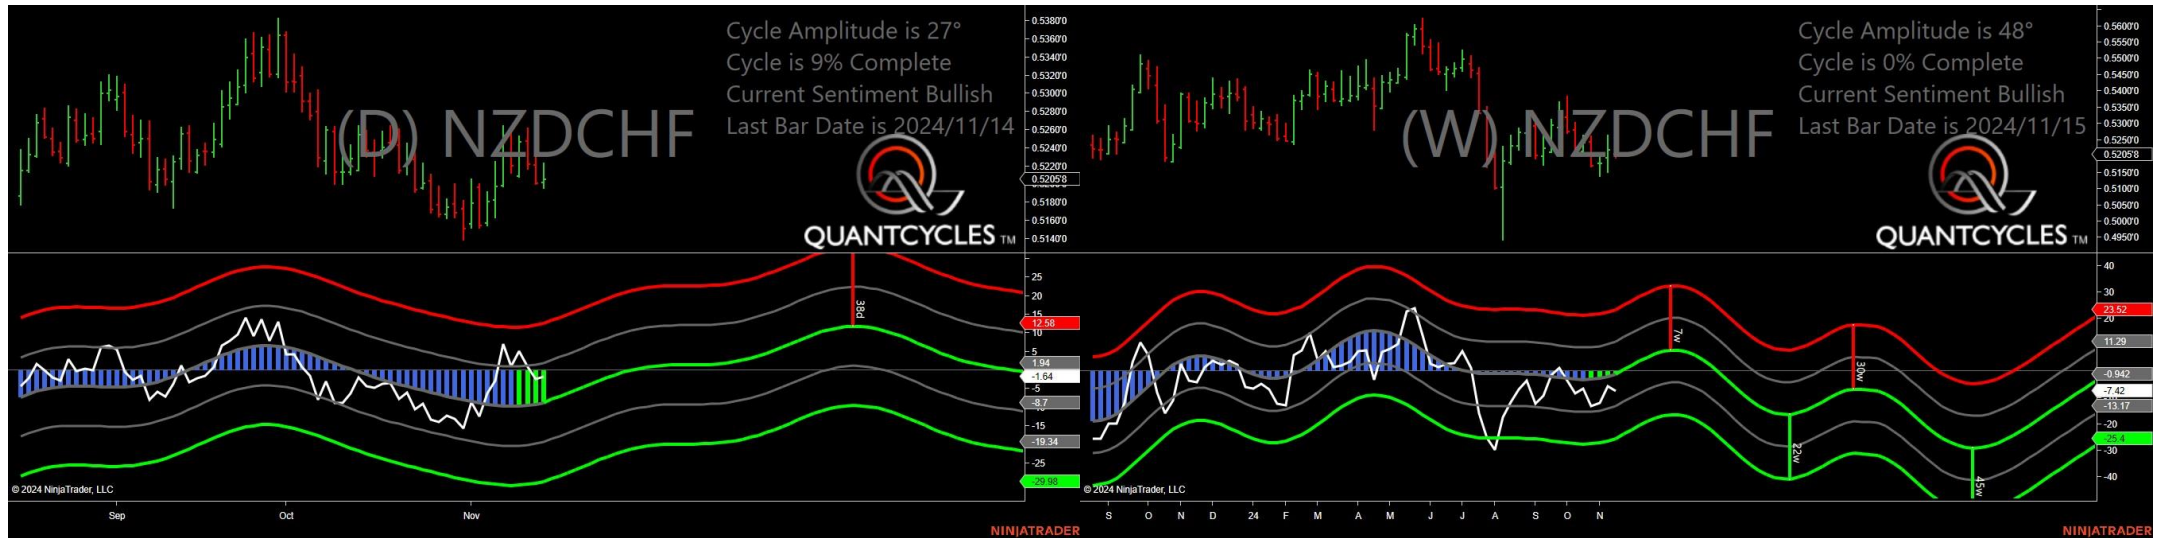 Cycle Amplitude is 27°
Cycle is 9% Complete
Current Sentiment Bullish
Last Bar Date is 2024/11/14
(D) NZDCHF
QUANTCYCLES TM
0.5380'0
0.5360'0
0.5340'0
0.5320'0
0.5300'0
0.5280'0
0.5260'0
0.5240'0
0.5220'0
0.5205'8
0.5180'0
0.5160'0
0.5140'0
38d
25
20
15
12.58
10
5
1.94
-1.64
-5
-8.7
-15
-19.34
-25
-29.98
© 2024 NinjaTrader, LLC
Sep Oct Nov
NINJATRADER
Cycle Amplitude is 48°
Cycle is 0% Complete
Current Sentiment Bullish
Last Bar Date is 2024/11/15
(W) NZDCHF
QUANTCYCLES TM
0.5600'0
0.5550'0
0.5500'0
0.5450'0
0.5400'0
0.5350'0
0.5300'0
0.5250'0
0.5205'8
0.5150'0
0.5100'0
0.5050'0
0.5000'0
0.4950'0
7w
22w
30w
45w
40
30
23.52
20
11.29
-0.942
-7.42
-13.17
-20
-25.4
-30
-40
© 2024 NinjaTrader, LLC
S O N D 24 F M A M J J A S O N
NINJATRADER